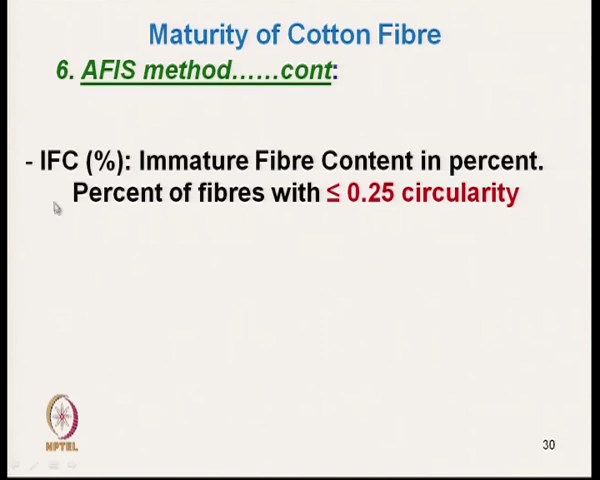 Maturity of Cotton Fibre
6. AFIS method......cont:
- IFC (%): Immature Fibre Content in percent.
Percent of fibres with ≤ 0.25 circularity
NPTEL
30